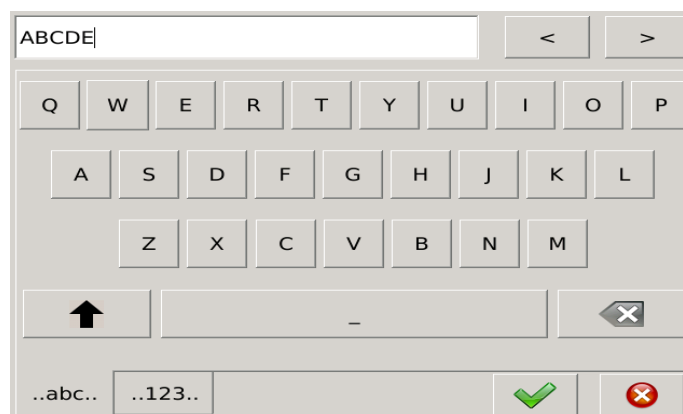 ABCDE < >
Q W E R T Y U I O P
A S D F G H J K L
Z X C V B N M
_
..abc.. ..123..